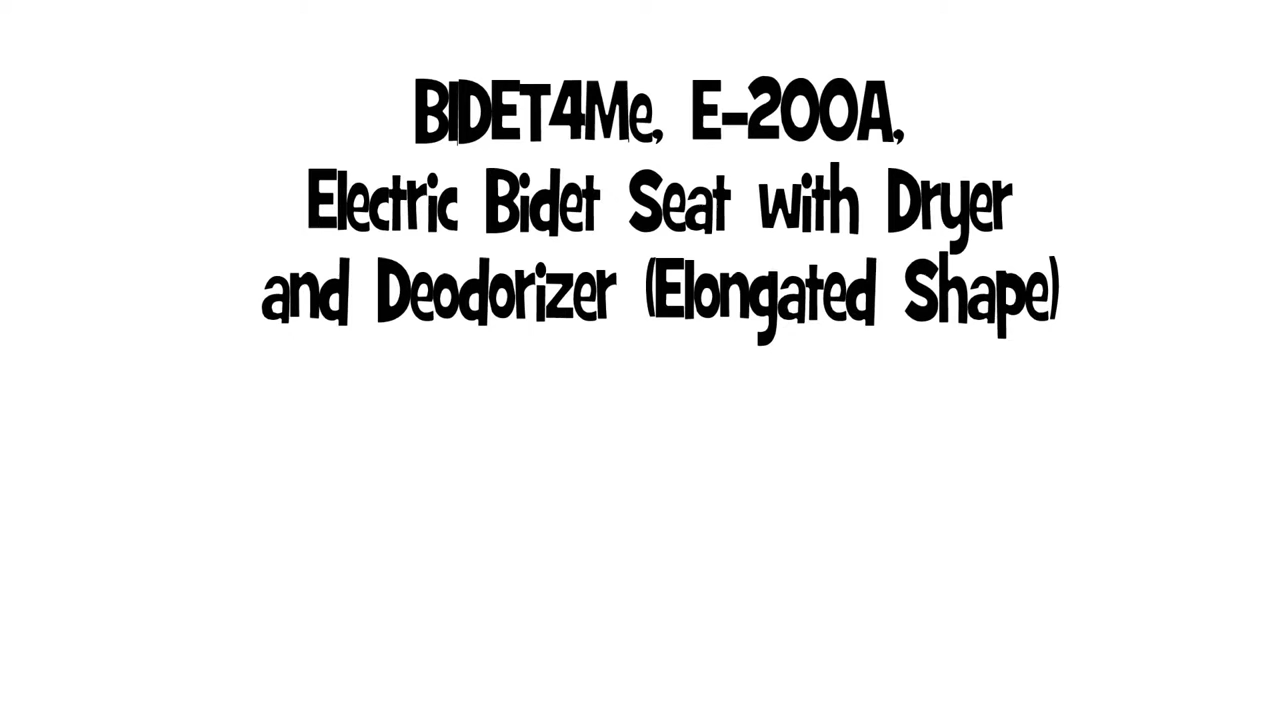 BIDET4Me, E-200A,
Electric Bidet Seat with Dryer
and Deodorizer (Elongated Shape)